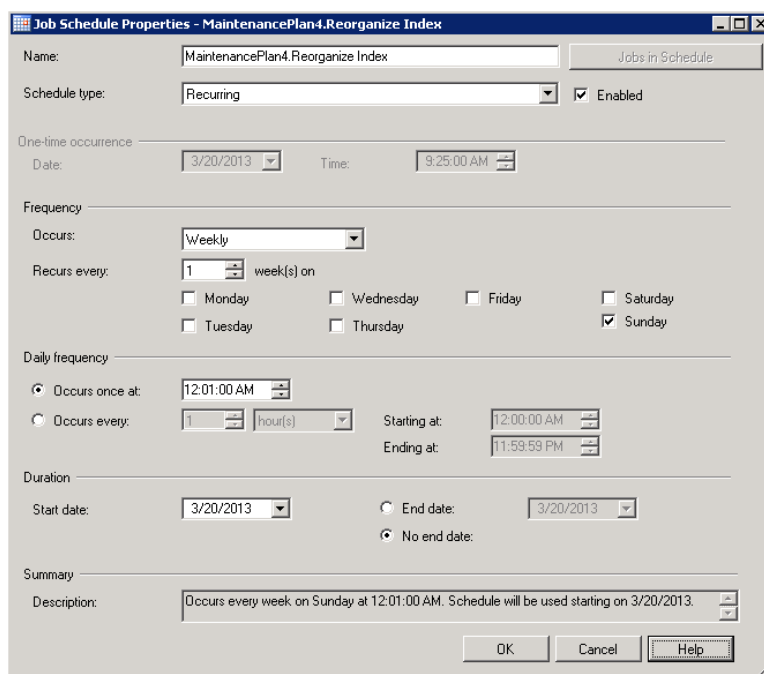 Job Schedule Properties - MaintenancePlan4.Reorganize Index
Name: MaintenancePlan4.Reorganize Index Jobs in Schedule
Schedule type: Recurring Enabled
One-time occurrence
Date: 3/20/2013 Time: 9:25:00 AM
Frequency
Occurs: Weekly
Recurs every: 1 week(s) on
Monday Wednesday Friday Saturday
Tuesday Thursday Sunday
Daily frequency
Occurs once at: 12:01:00 AM
Occurs every: 1 hour(s) Starting at: 12:00:00 AM
Ending at: 11:59:59 PM
Duration
Start date: 3/20/2013 End date: 3/20/2013
No end date:
Summary
Description: Occurs every week on Sunday at 12:01:00 AM. Schedule will be used starting on 3/20/2013.
OK Cancel Help